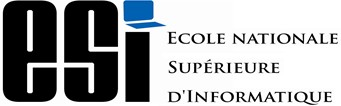 esi
Ecole nationale
Supérieure
d'Informatique